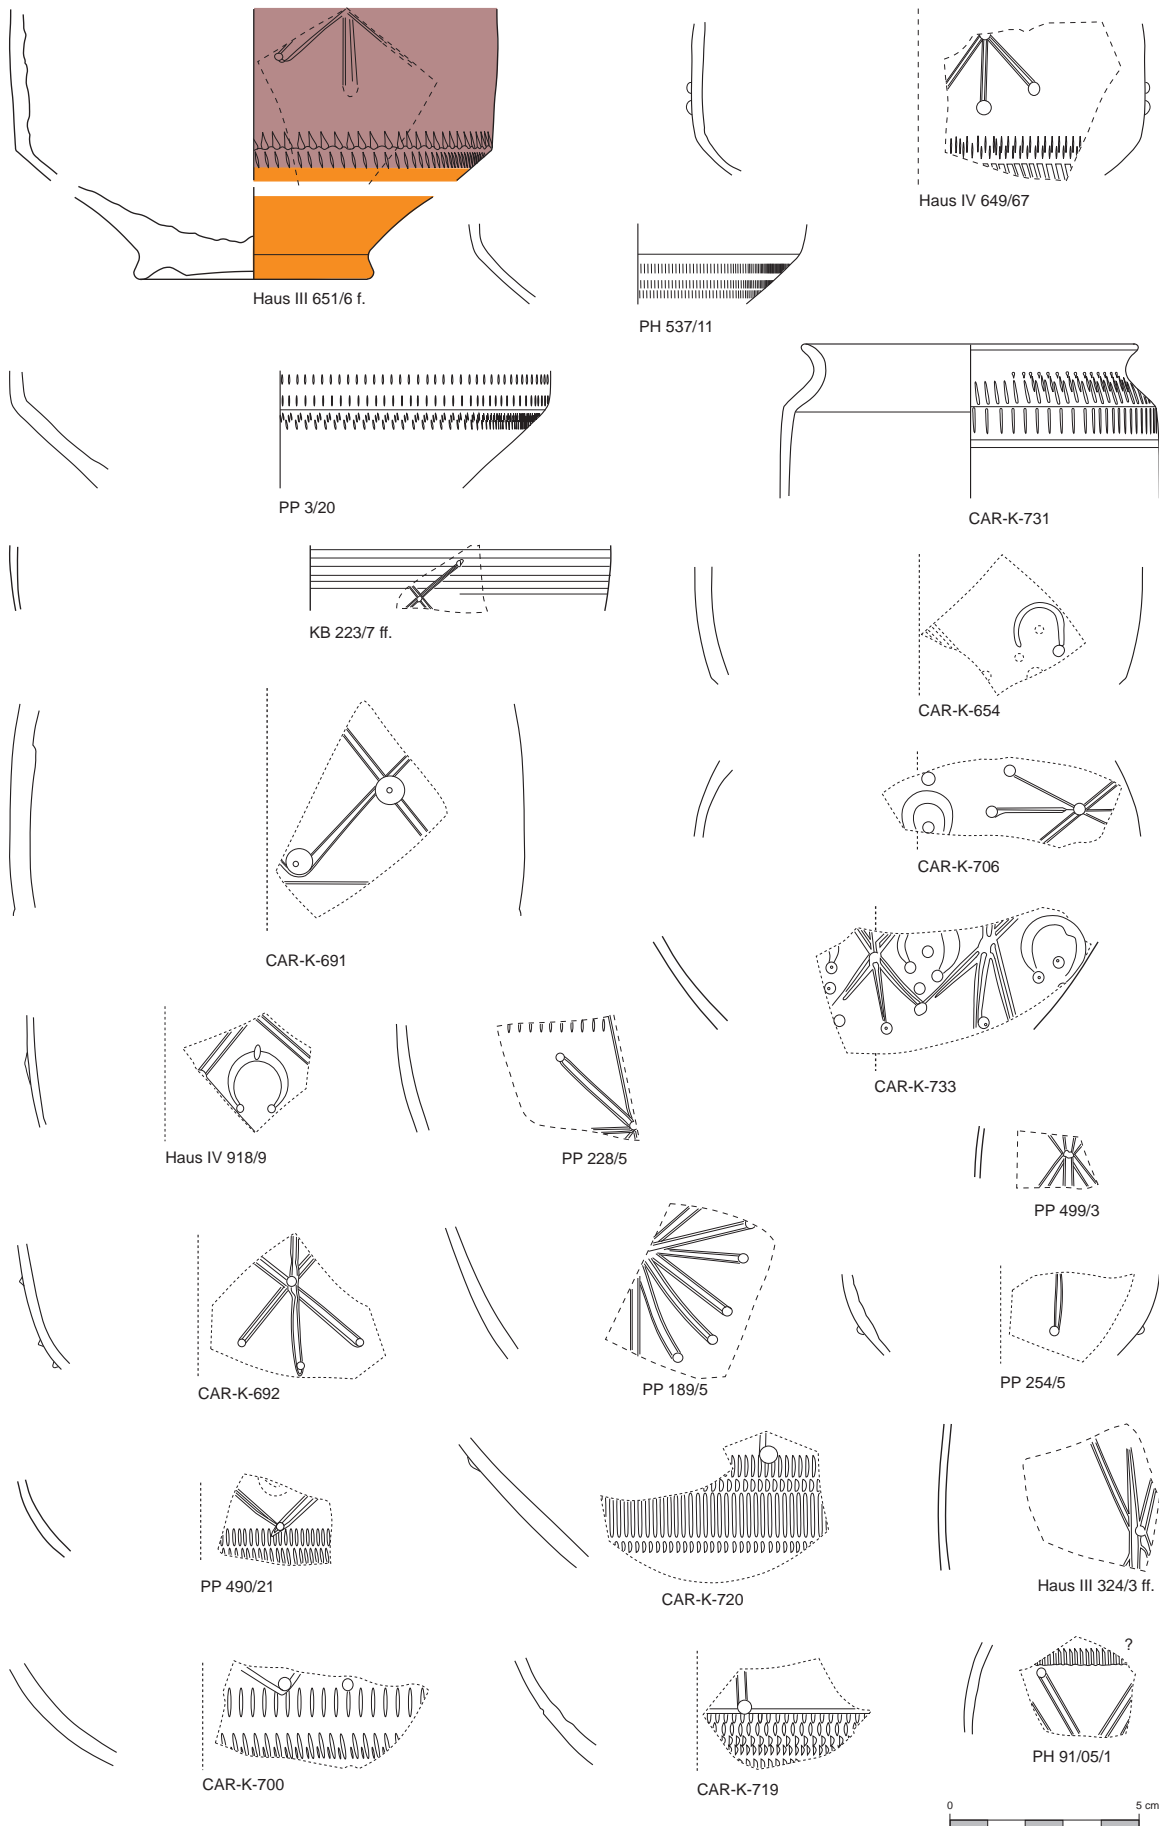 Haus IV 649/67
Haus III 651/6 f.
PH 537/11
PP 3/20
CAR-K-731
KB 223/7 ff.
CAR-K-654
CAR-K-706
CAR-K-691
CAR-K-733
Haus IV 918/9
PP 228/5
PP 499/3
CAR-K-692
PP 189/5
PP 254/5
PP 490/21
CAR-K-720
Haus III 324/3 ff.
?
CAR-K-700
CAR-K-719
PH 91/05/1
0 5 cm